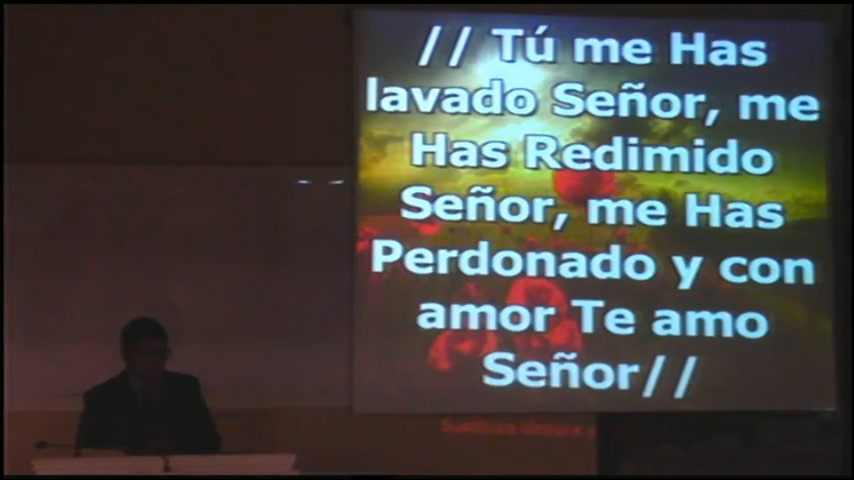 // Tú me Has
lavado Señor, me
Has Redimido
Señor, me Has
Perdonado y con
amor Te amo
Señor//